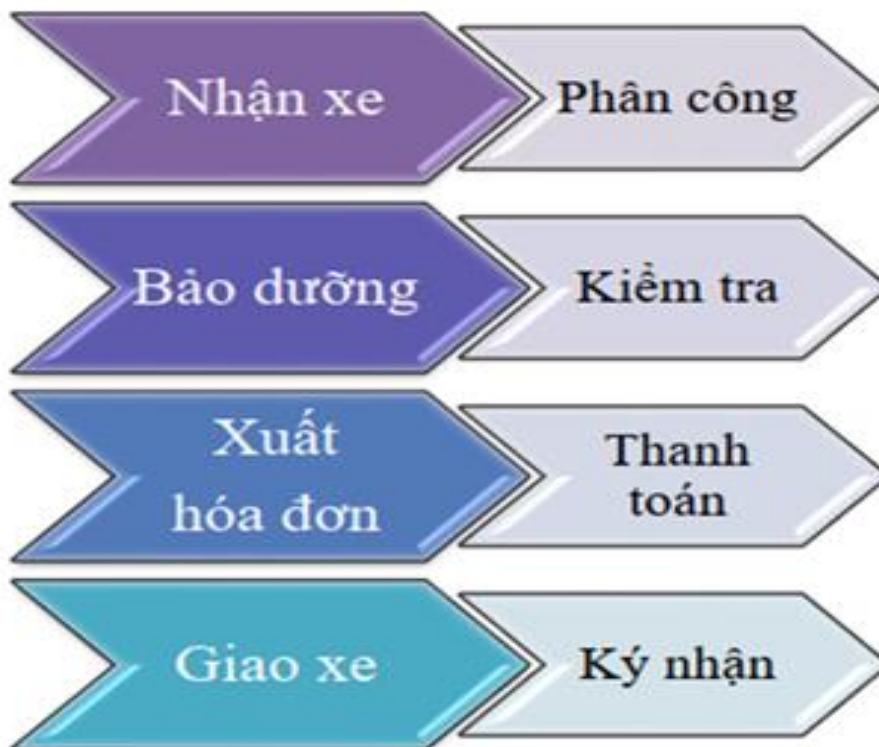 Nhận xe
Phân công
Bảo dưỡng
Kiểm tra
Xuất
hóa đơn
Thanh
toán
Giao xe
Ký nhận